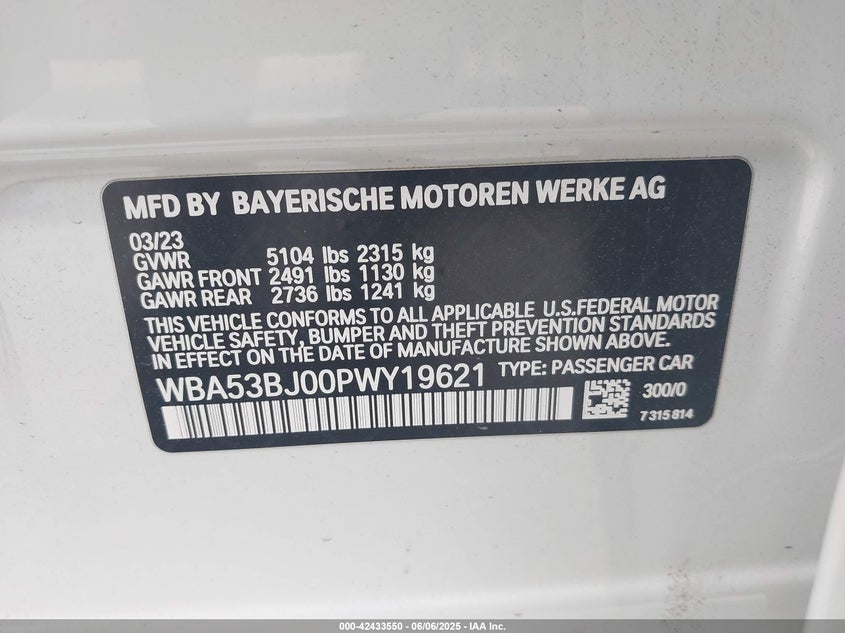 MFD BY BAYERISCHE MOTOREN WERKE AG
03/23
GVWR 5104 lbs 2315 kg
GAWR FRONT 2491 lbs 1130 kg
GAWR REAR 2736 lbs 1241 kg
THIS VEHICLE CONFORMS TO ALL APPLICABLE U.S.FEDERAL MOTOR
VEHICLE SAFETY, BUMPER AND THEFT PREVENTION STANDARDS
IN EFFECT ON THE DATE OF MANUFACTURE SHOWN ABOVE.
WBA53BJ00PWY19621 TYPE: PASSENGER CAR
300/0
7 315 814
000-42433550 - 06/06/2025 - IAA Inc.